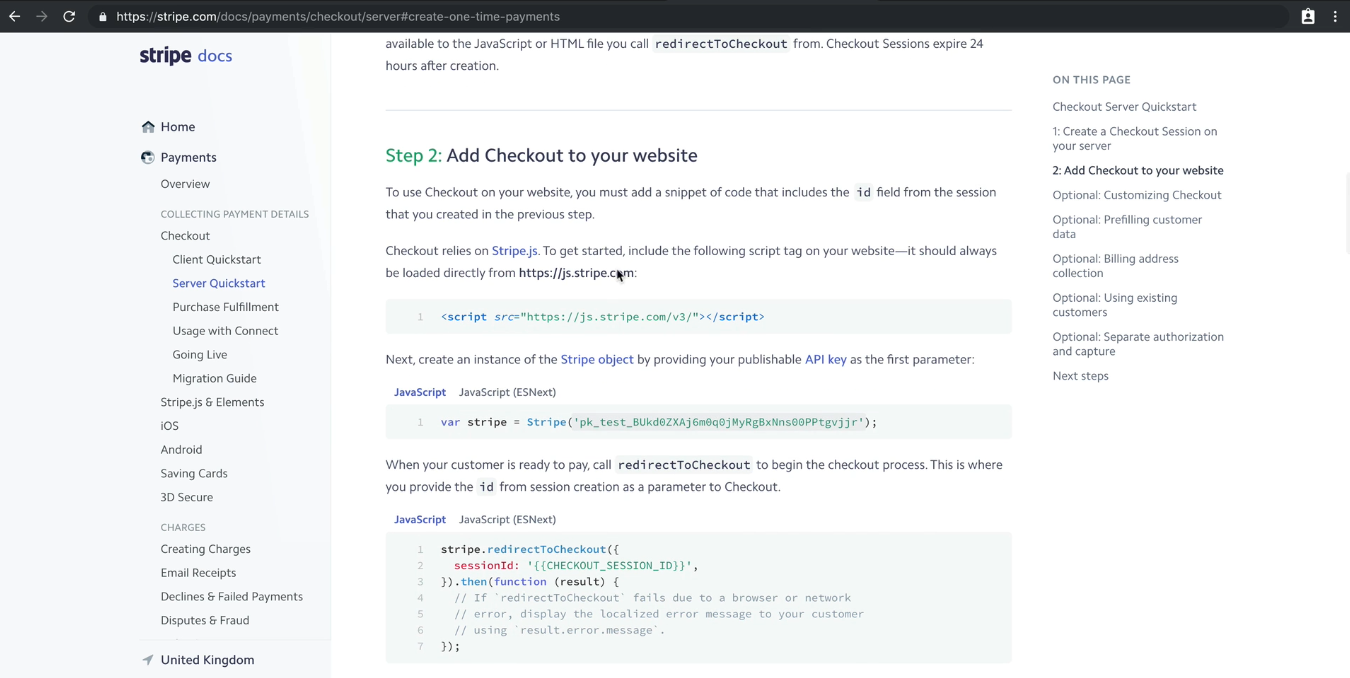 https://stripe.com/docs/payments/checkout/server#create-one-time-payments
stripe docs
Home
Payments
Overview
COLLECTING PAYMENT DETAILS
Checkout
Client Quickstart
Server Quickstart
Purchase Fulfillment
Usage with Connect
Going Live
Migration Guide
Stripe.js & Elements
iOS
Android
Saving Cards
3D Secure
CHARGES
Creating Charges
Email Receipts
Declines & Failed Payments
Disputes & Fraud
United Kingdom
available to the JavaScript or HTML file you call redirectToCheckout from. Checkout Sessions expire 24
hours after creation.
Step 2: Add Checkout to your website
To use Checkout on your website, you must add a snippet of code that includes the id field from the session
that you created in the previous step.
Checkout relies on Stripe.js. To get started, include the following script tag on your website—it should always
be loaded directly from https://js.stripe.com:
1 <script src="https://js.stripe.com/v3/"></script>
Next, create an instance of the Stripe object by providing your publishable API key as the first parameter:
JavaScript JavaScript (ESNext)
1 var stripe = Stripe('pk_test_BUkd0ZXAj6m0q0jMyRgBxNns00PPtgvjjr');
When your customer is ready to pay, call redirectToCheckout to begin the checkout process. This is where
you provide the id from session creation as a parameter to Checkout.
JavaScript JavaScript (ESNext)
1 stripe.redirectToCheckout({
2 sessionId: '{{CHECKOUT_SESSION_ID}}',
3 }).then(function (result) {
4 // If `redirectToCheckout` fails due to a browser or network
5 // error, display the localized error message to your customer
6 // using `result.error.message`.
7 });
ON THIS PAGE
Checkout Server Quickstart
1: Create a Checkout Session on
your server
2: Add Checkout to your website
Optional: Customizing Checkout
Optional: Prefilling customer
data
Optional: Billing address
collection
Optional: Using existing
customers
Optional: Separate authorization
and capture
Next steps